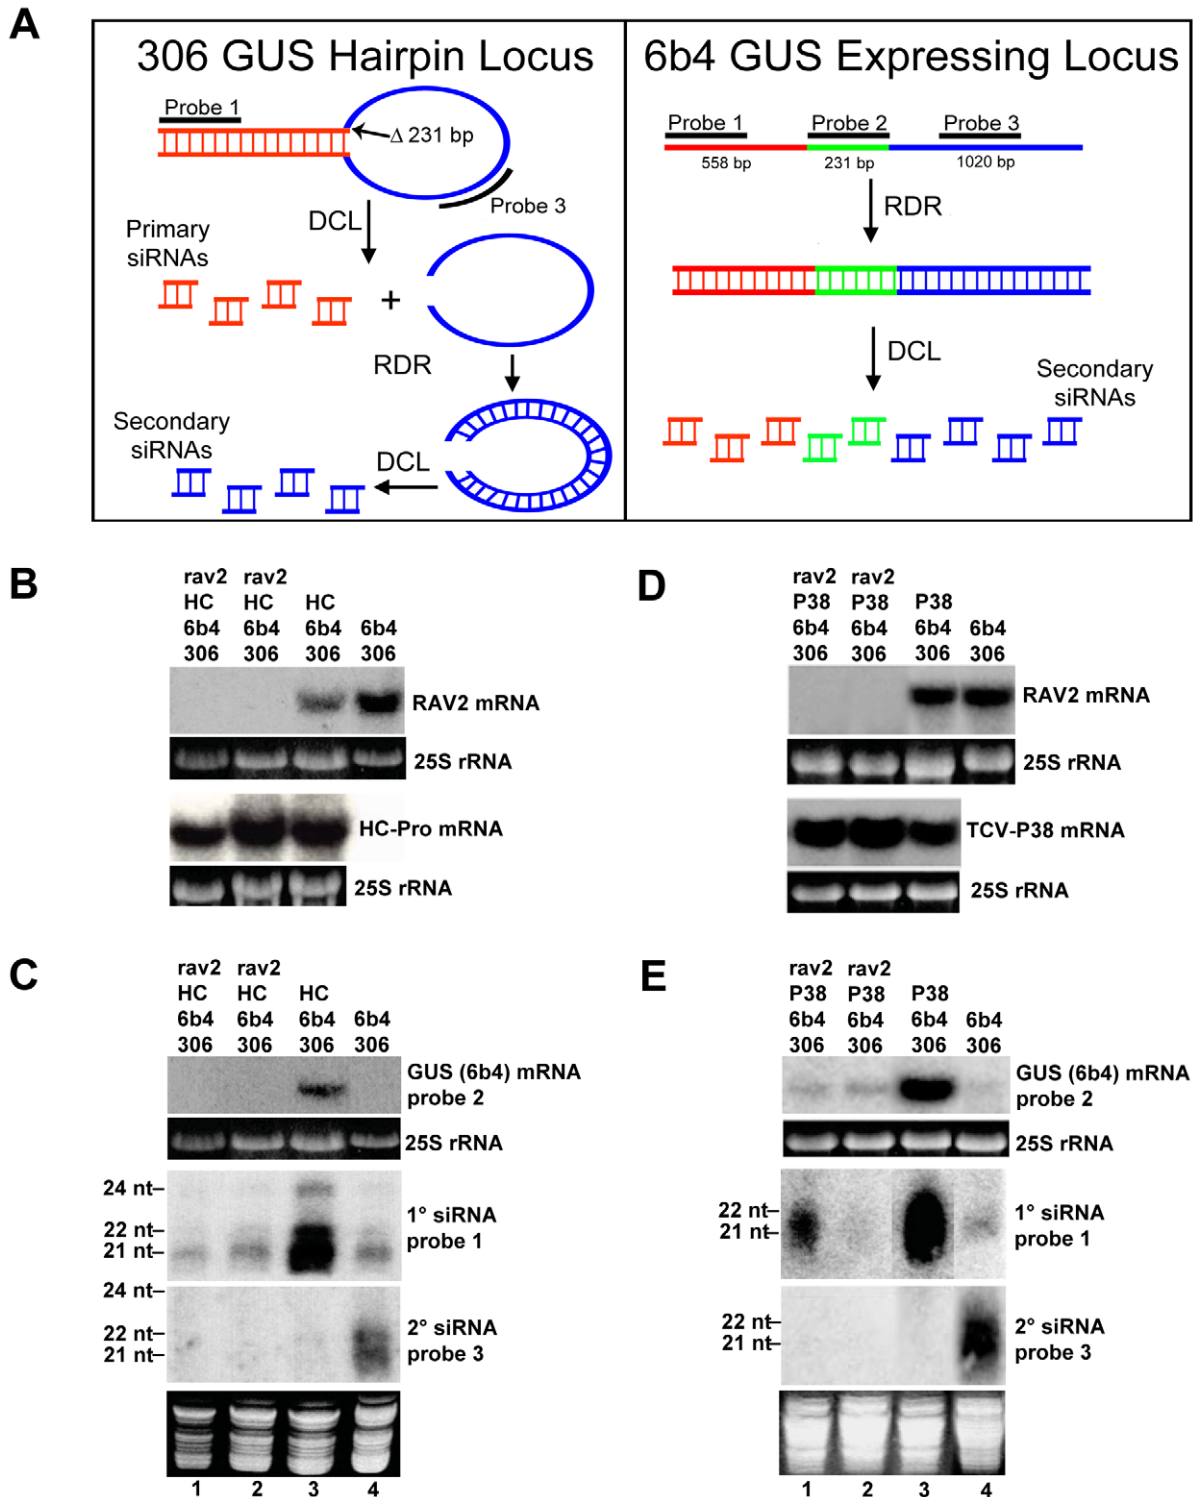 A
306 GUS Hairpin Locus
Probe 1
Δ 231 bp
Probe 3
DCL
Primary
siRNAs
+
RDR
Secondary
siRNAs
DCL
6b4 GUS Expressing Locus
Probe 1
Probe 2
Probe 3
558 bp
231 bp
1020 bp
RDR
DCL
Secondary
siRNAs
B
rav2 rav2
HC HC HC
6b4 6b4 6b4 6b4
306 306 306 306
RAV2 mRNA
25S rRNA
HC-Pro mRNA
25S rRNA
C
rav2 rav2
HC HC HC
6b4 6b4 6b4 6b4
306 306 306 306
GUS (6b4) mRNA
probe 2
25S rRNA
24 nt
22 nt
21 nt
1° siRNA
probe 1
24 nt
22 nt
21 nt
2° siRNA
probe 3
1 2 3 4
D
rav2 rav2
P38 P38 P38
6b4 6b4 6b4 6b4
306 306 306 306
RAV2 mRNA
25S rRNA
TCV-P38 mRNA
25S rRNA
E
rav2 rav2
P38 P38 P38
6b4 6b4 6b4 6b4
306 306 306 306
GUS (6b4) mRNA
probe 2
25S rRNA
22 nt
21 nt
1° siRNA
probe 1
22 nt
21 nt
2° siRNA
probe 3
1 2 3 4